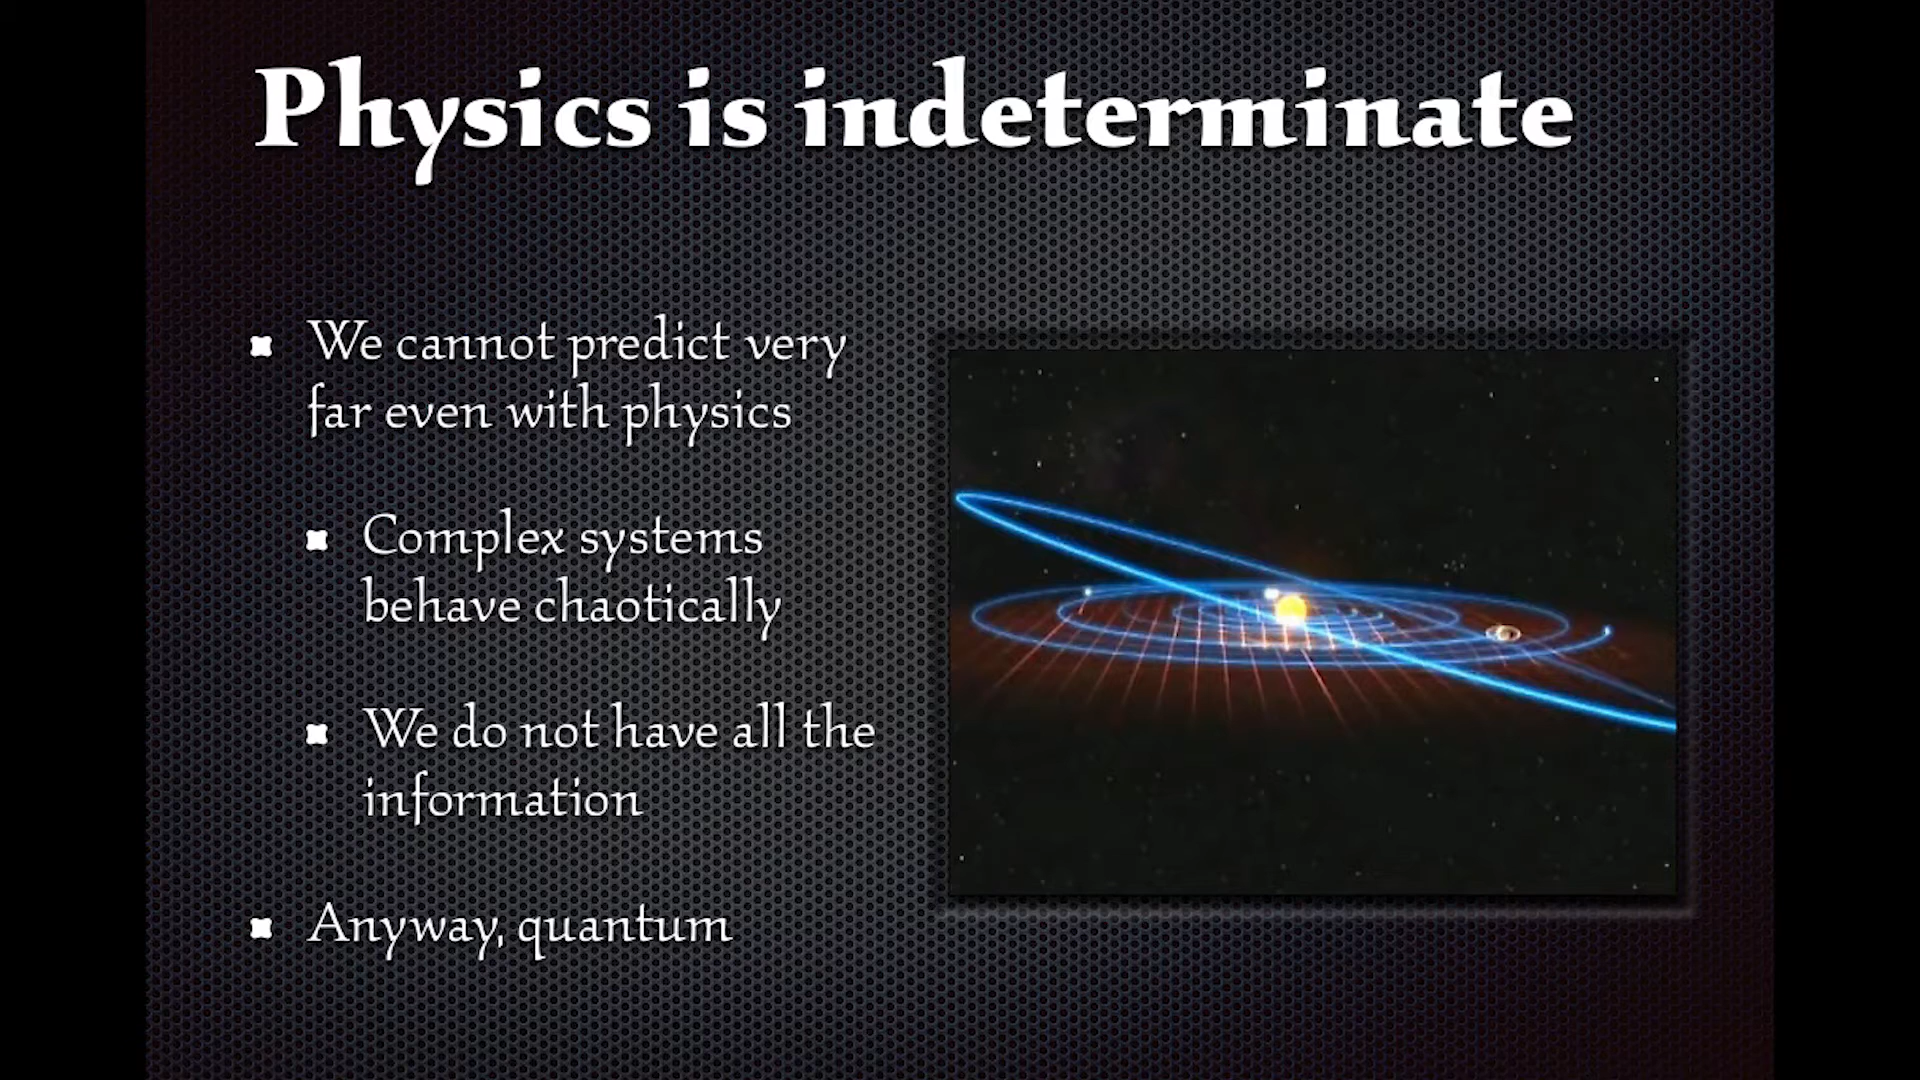 Physics is indeterminate
We cannot predict very
far even with physics
Complex systems
behave chaotically
We do not have all the
information
Anyway, quantum